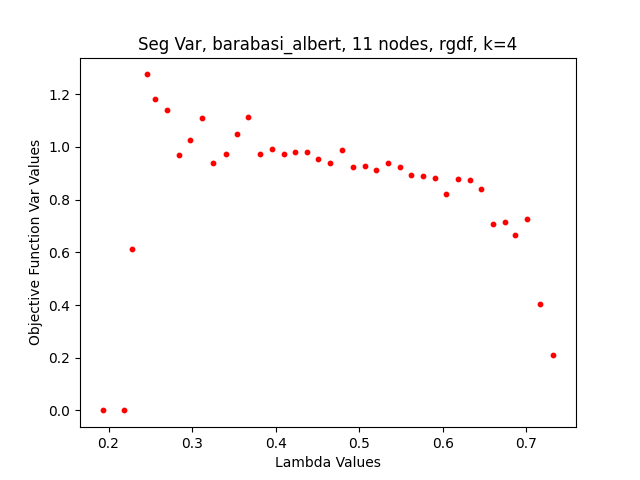 Seg Var, barabasi_albert, 11 nodes, rgdf, k=4
Objective Function Var Values
1.2
1.0
0.8
0.6
0.4
0.2
0.0
0.2 0.3 0.4 0.5 0.6 0.7
Lambda Values